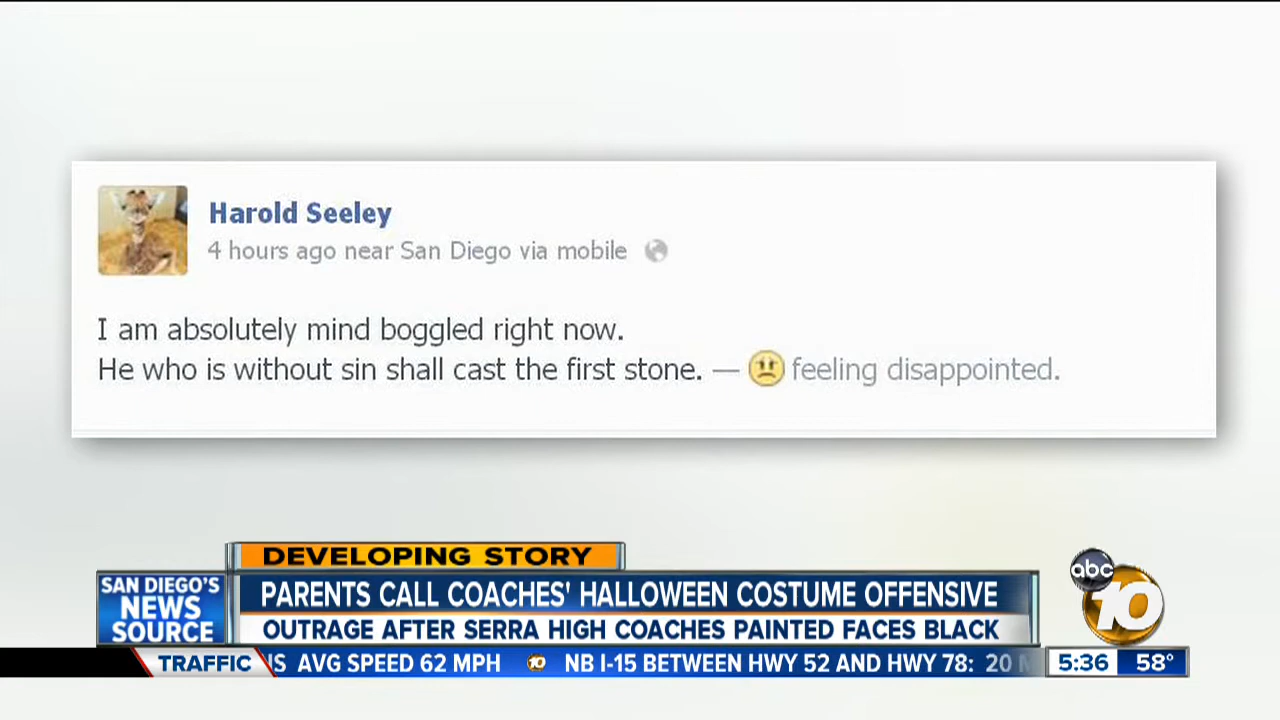 Harold Seeley
4 hours ago near San Diego via mobile
I am absolutely mind boggled right now.
He who is without sin shall cast the first stone. — feeling disappointed.
DEVELOPING STORY
SAN DIEGO'S
NEWS
SOURCE
PARENTS CALL COACHES' HALLOWEEN COSTUME OFFENSIVE
OUTRAGE AFTER SERRA HIGH COACHES PAINTED FACES BLACK
abc
10
TRAFFIC AVG SPEED 62 MPH 10 NB I-15 BETWEEN HWY 52 AND HWY 78: 20
5:36 58°